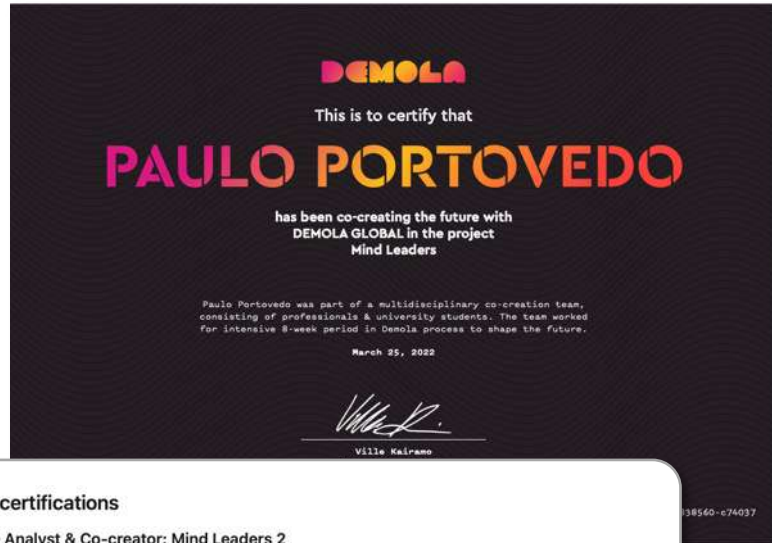 DEMOLA
This is to certify that
PAULO PORTOVEDO
has been co-creating the future with
DEMOLA GLOBAL in the project
Mind Leaders
Paulo Portovedo was part of a multidisciplinary co-creation team,
consisting of professionals & university students. The team worked
for intensive 8-week period in Demola process to shape the future.
March 25, 2022
Ville Kairamo
38560-c74037
certifications
Analyst & Co-creator: Mind Leaders 2